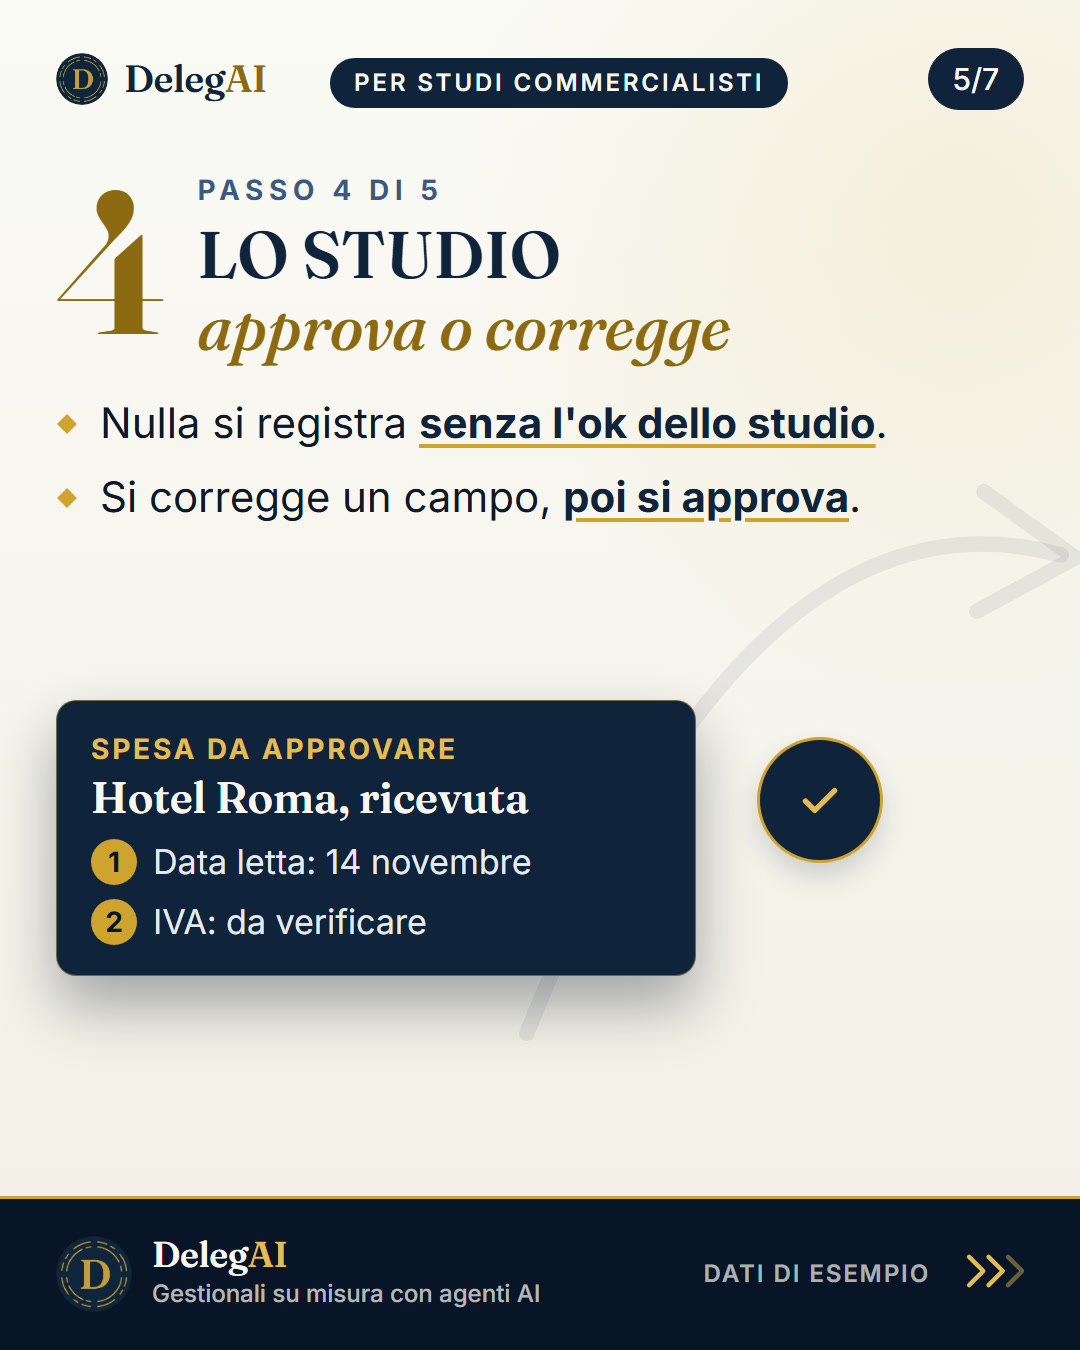 D DelegAI
PER STUDI COMMERCIALISTI
5/7
4
PASSO 4 DI 5
LO STUDIO
approva o corregge
Nulla si registra senza l'ok dello studio.
Si corregge un campo, poi si approva.
SPESA DA APPROVARE
Hotel Roma, ricevuta
1 Data letta: 14 novembre
2 IVA: da verificare
D DelegAI
Gestionali su misura con agenti AI
DATI DI ESEMPIO